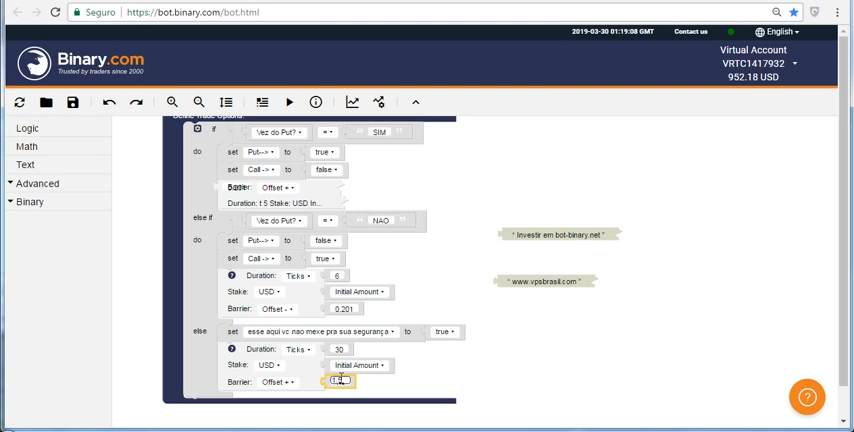 Seguro | https://bot.binary.com/bot.html
2019-03-30 01:19:08 GMT Contact us English
Binary.com
Trusted by traders since 2000
Virtual Account
VRTC1417932
952.18 USD
Logic
Math
Text
Advanced
Binary
Define Trade Options:
if Vez do Put? = “ SIM ”
do set Put--> to true
set Call -> to false
Barrier: Offset +
Duration: t 5 Stake: USD In...
else if Vez do Put? = “ NAO ”
do set Put--> to false
set Call -> to true
Duration: Ticks 6
Stake: USD Initial Amount
Barrier: Offset - 0.201
else set esse aqui vc nao mexe pra sua segurança to true
Duration: Ticks 30
Stake: USD Initial Amount
Barrier: Offset +
“ Investir em bot-binary.net ”
“ www.vpsbrasil.com ”